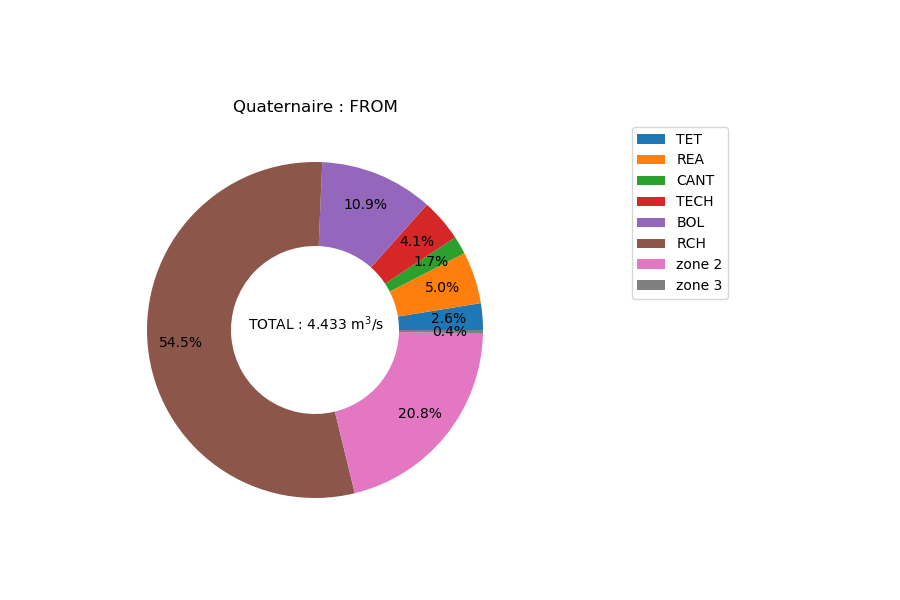 Quaternaire : FROM
TET
REA
CANT
TECH
BOL
RCH
zone 2
zone 3
10.9%
4.1%
1.7%
5.0%
2.6%
0.4%
TOTAL : 4.433 m³/s
54.5%
20.8%